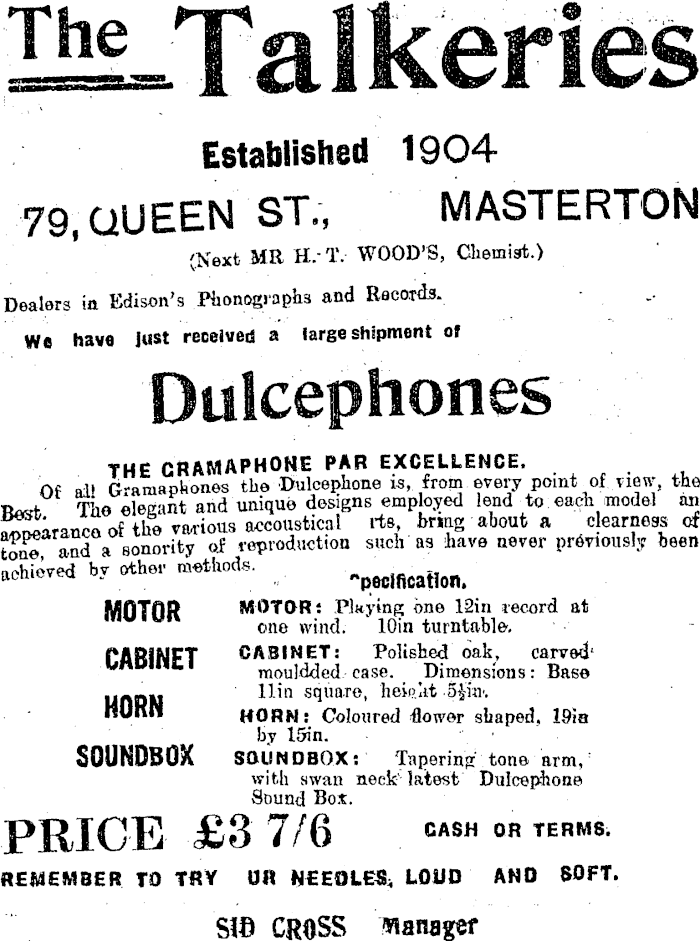 The Talkeries
Established 1904
79, QUEEN ST., MASTERTON
(Next MR H. T. WOOD'S, Chemist.)
Dealers in Edison's Phonographs and Records.
We have just received a large shipment of
Dulcephones
THE GRAMAPHONE PAR EXCELLENCE.
Of all Gramaphones the Dulcephone is, from every point of view, the
Best. The elegant and unique designs employed lend to each model an
appearance of the various accoustical rts, bring about a clearness of
tone, and a sonority of reproduction such as have never previously been
achieved by other methods.
pecification.
MOTOR MOTOR: Playing one 12in record at
one wind. 10in turntable.
CABINET CABINET: Polished oak, carved
mouldded case. Dimensions: Base
11in square, height 5½in.
HORN HORN: Coloured flower shaped, 19in
by 15in.
SOUNDBOX SOUNDBOX: Tapering tone arm,
with swan neck latest Dulcephone
Sound Box.
PRICE £3 7/6 CASH OR TERMS.
REMEMBER TO TRY UR NEEDLES, LOUD AND SOFT.
SID CROSS Manager